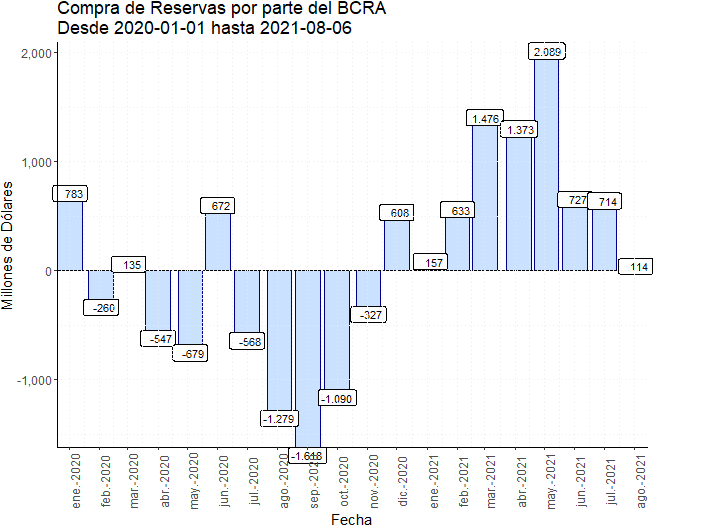 Compra de Reservas por parte del BCRA
Desde 2020-01-01 hasta 2021-08-06
Millones de Dólares
2,000
1,000
0
-1,000
783
-260
135
-547
-679
672
-568
-1.279
-1.618
-1.090
-327
608
157
633
1.476
1.373
2.089
727
714
114
ene.-2020
feb.-2020
mar.-2020
abr.-2020
may.-2020
jun.-2020
jul.-2020
ago.-2020
sep.-2020
oct.-2020
nov.-2020
dic.-2020
ene.-2021
feb.-2021
mar.-2021
abr.-2021
may.-2021
jun.-2021
jul.-2021
ago.-2021
Fecha